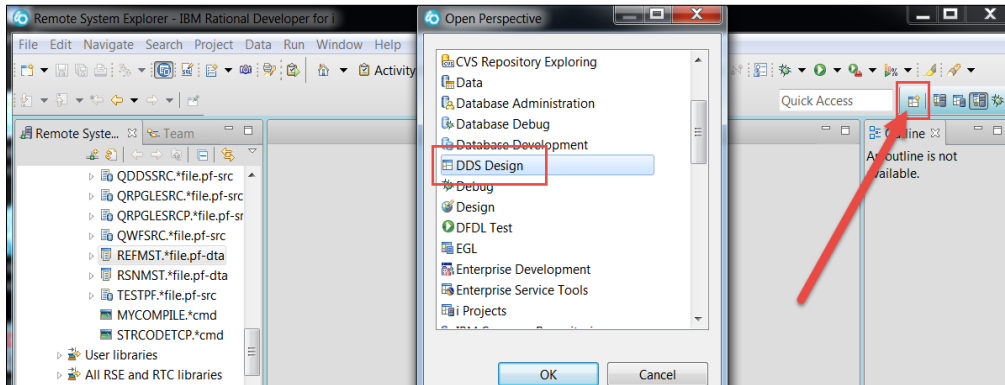 Remote System Explorer - IBM Rational Developer for i
File Edit Navigate Search Project Data Run Window Help
Activity
Quick Access
Remote Syste...
Team
QDDSSRC.*file.pf-src
QRPGLESRC.*file.pf-src
QRPGLESRCP.*file.pf-sr
QWFSRC.*file.pf-src
REFMST.*file.pf-dta
RSNMST.*file.pf-dta
TESTPF.*file.pf-src
MYCOMPILE.*cmd
STRCODETCP.*cmd
User libraries
All RSE and RTC libraries
Open Perspective
CVS Repository Exploring
Data
Database Administration
Database Debug
Database Development
DDS Design
Debug
Design
DFDL Test
EGL
Enterprise Development
Enterprise Service Tools
i Projects
OK
Cancel
An outline is not
available.